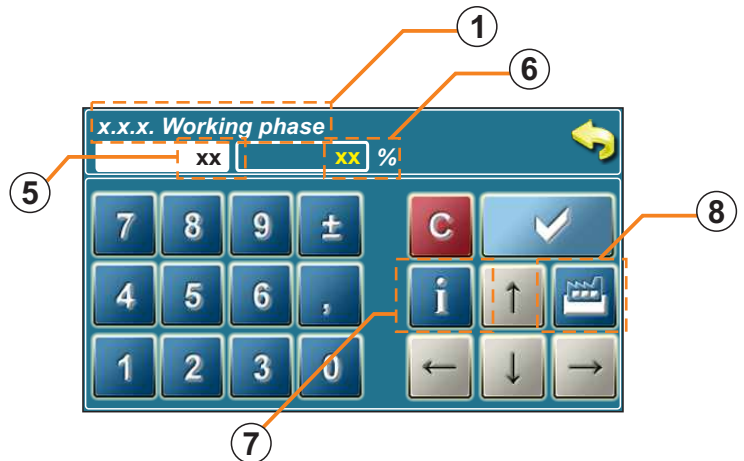 1
6
x.x.x. Working phase
xx xx %
5
8
7 8 9 ± C
4 5 6 , i ↑
1 2 3 0 ← ↓ →
7